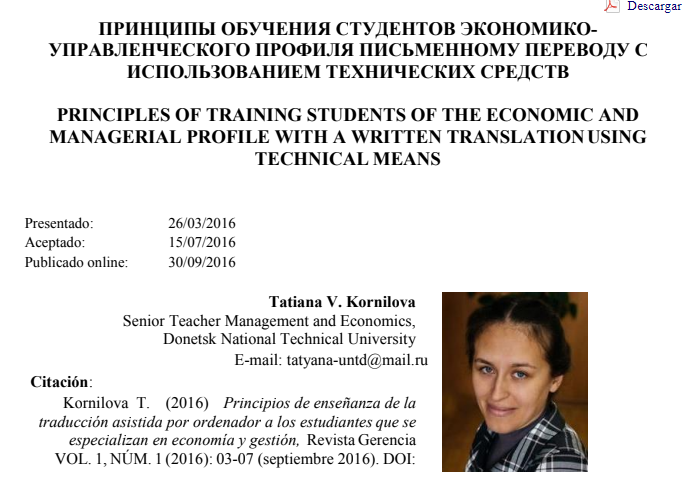 Descargar
ПРИНЦИПЫ ОБУЧЕНИЯ СТУДЕНТОВ ЭКОНОМИКО-
УПРАВЛЕНЧЕСКОГО ПРОФИЛЯ ПИСЬМЕННОМУ ПЕРЕВОДУ С
ИСПОЛЬЗОВАНИЕМ ТЕХНИЧЕСКИХ СРЕДСТВ
PRINCIPLES OF TRAINING STUDENTS OF THE ECONOMIC AND
MANAGERIAL PROFILE WITH A WRITTEN TRANSLATION USING
TECHNICAL MEANS
Presentado: 26/03/2016
Aceptado: 15/07/2016
Publicado online: 30/09/2016
Tatiana V. Kornilova
Senior Teacher Management and Economics,
Donetsk National Technical University
E-mail: tatyana-untd@mail.ru
Citación:
Kornilova T. (2016) Principios de enseñanza de la
traducción asistida por ordenador a los estudiantes que se
especializan en economía y gestión, Revista Gerencia
VOL. 1, NÚM. 1 (2016): 03-07 (septiembre 2016). DOI: